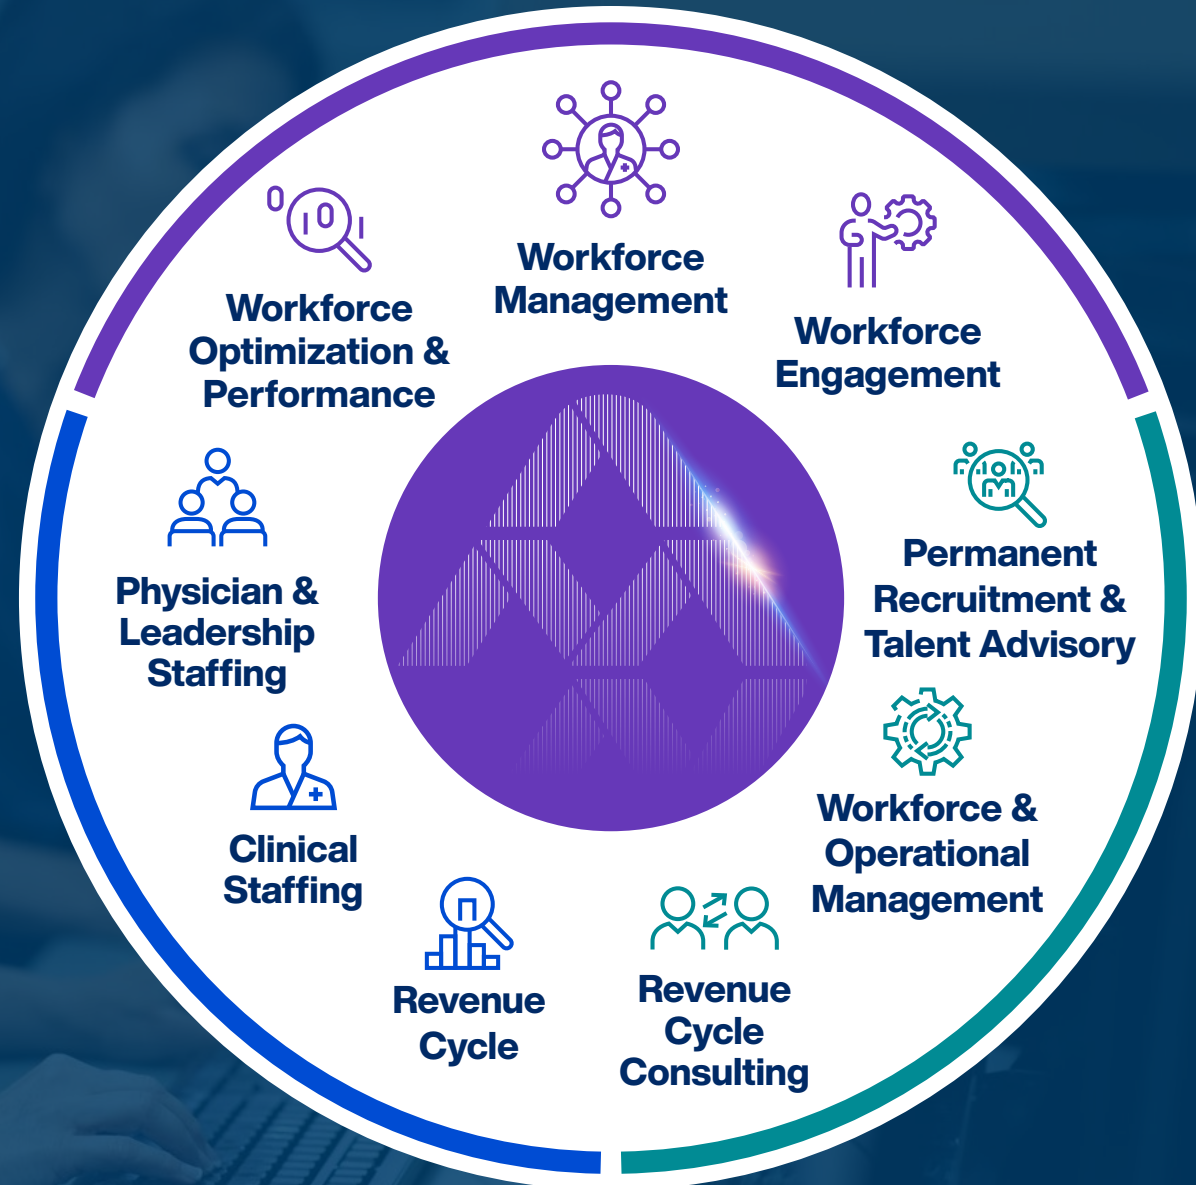 Workforce
Management
Workforce
Engagement
Permanent
Recruitment &
Talent Advisory
Workforce &
Operational
Management
Revenue
Cycle
Consulting
Revenue
Cycle
Clinical
Staffing
Physician &
Leadership
Staffing
Workforce
Optimization &
Performance